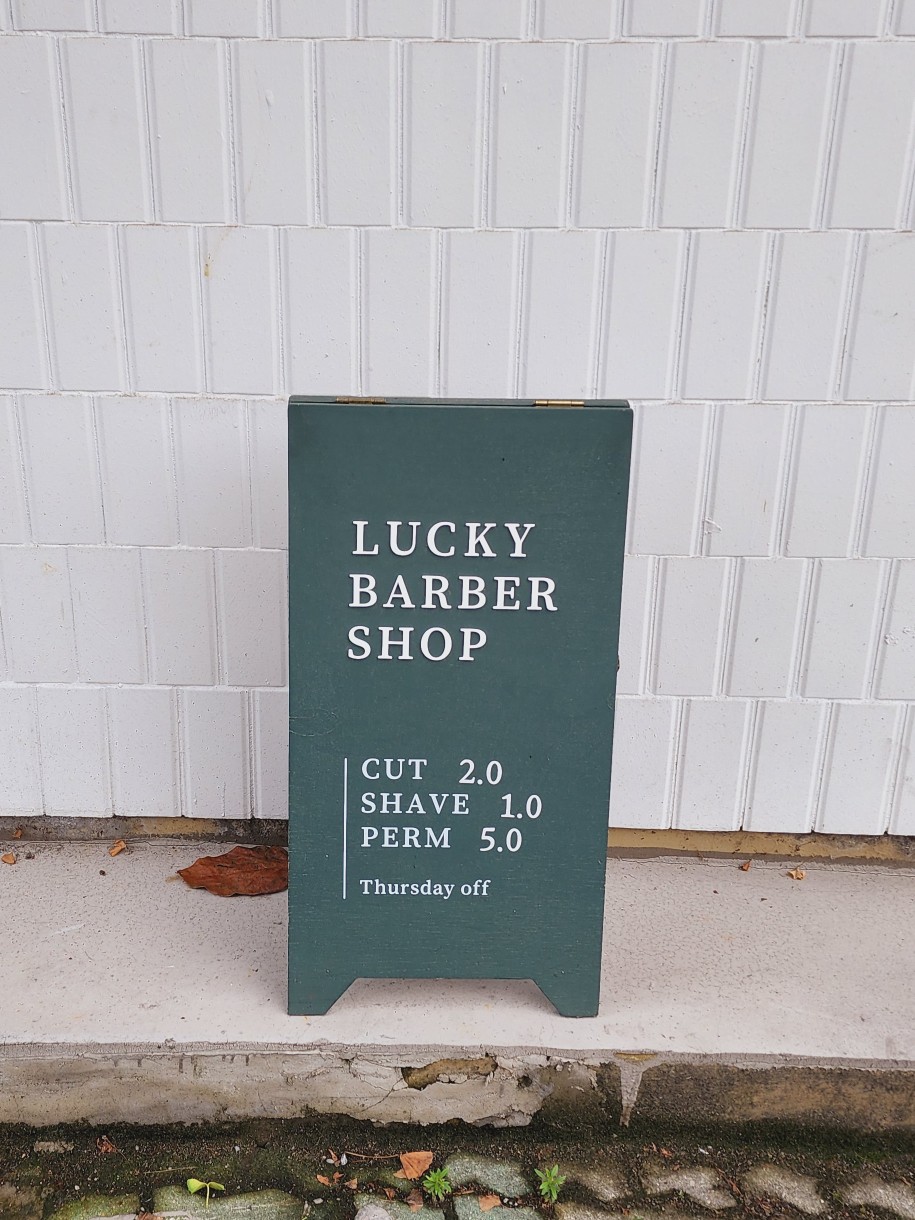 LUCKY
BARBER
SHOP
CUT 2.0
SHAVE 1.0
PERM 5.0
Thursday off